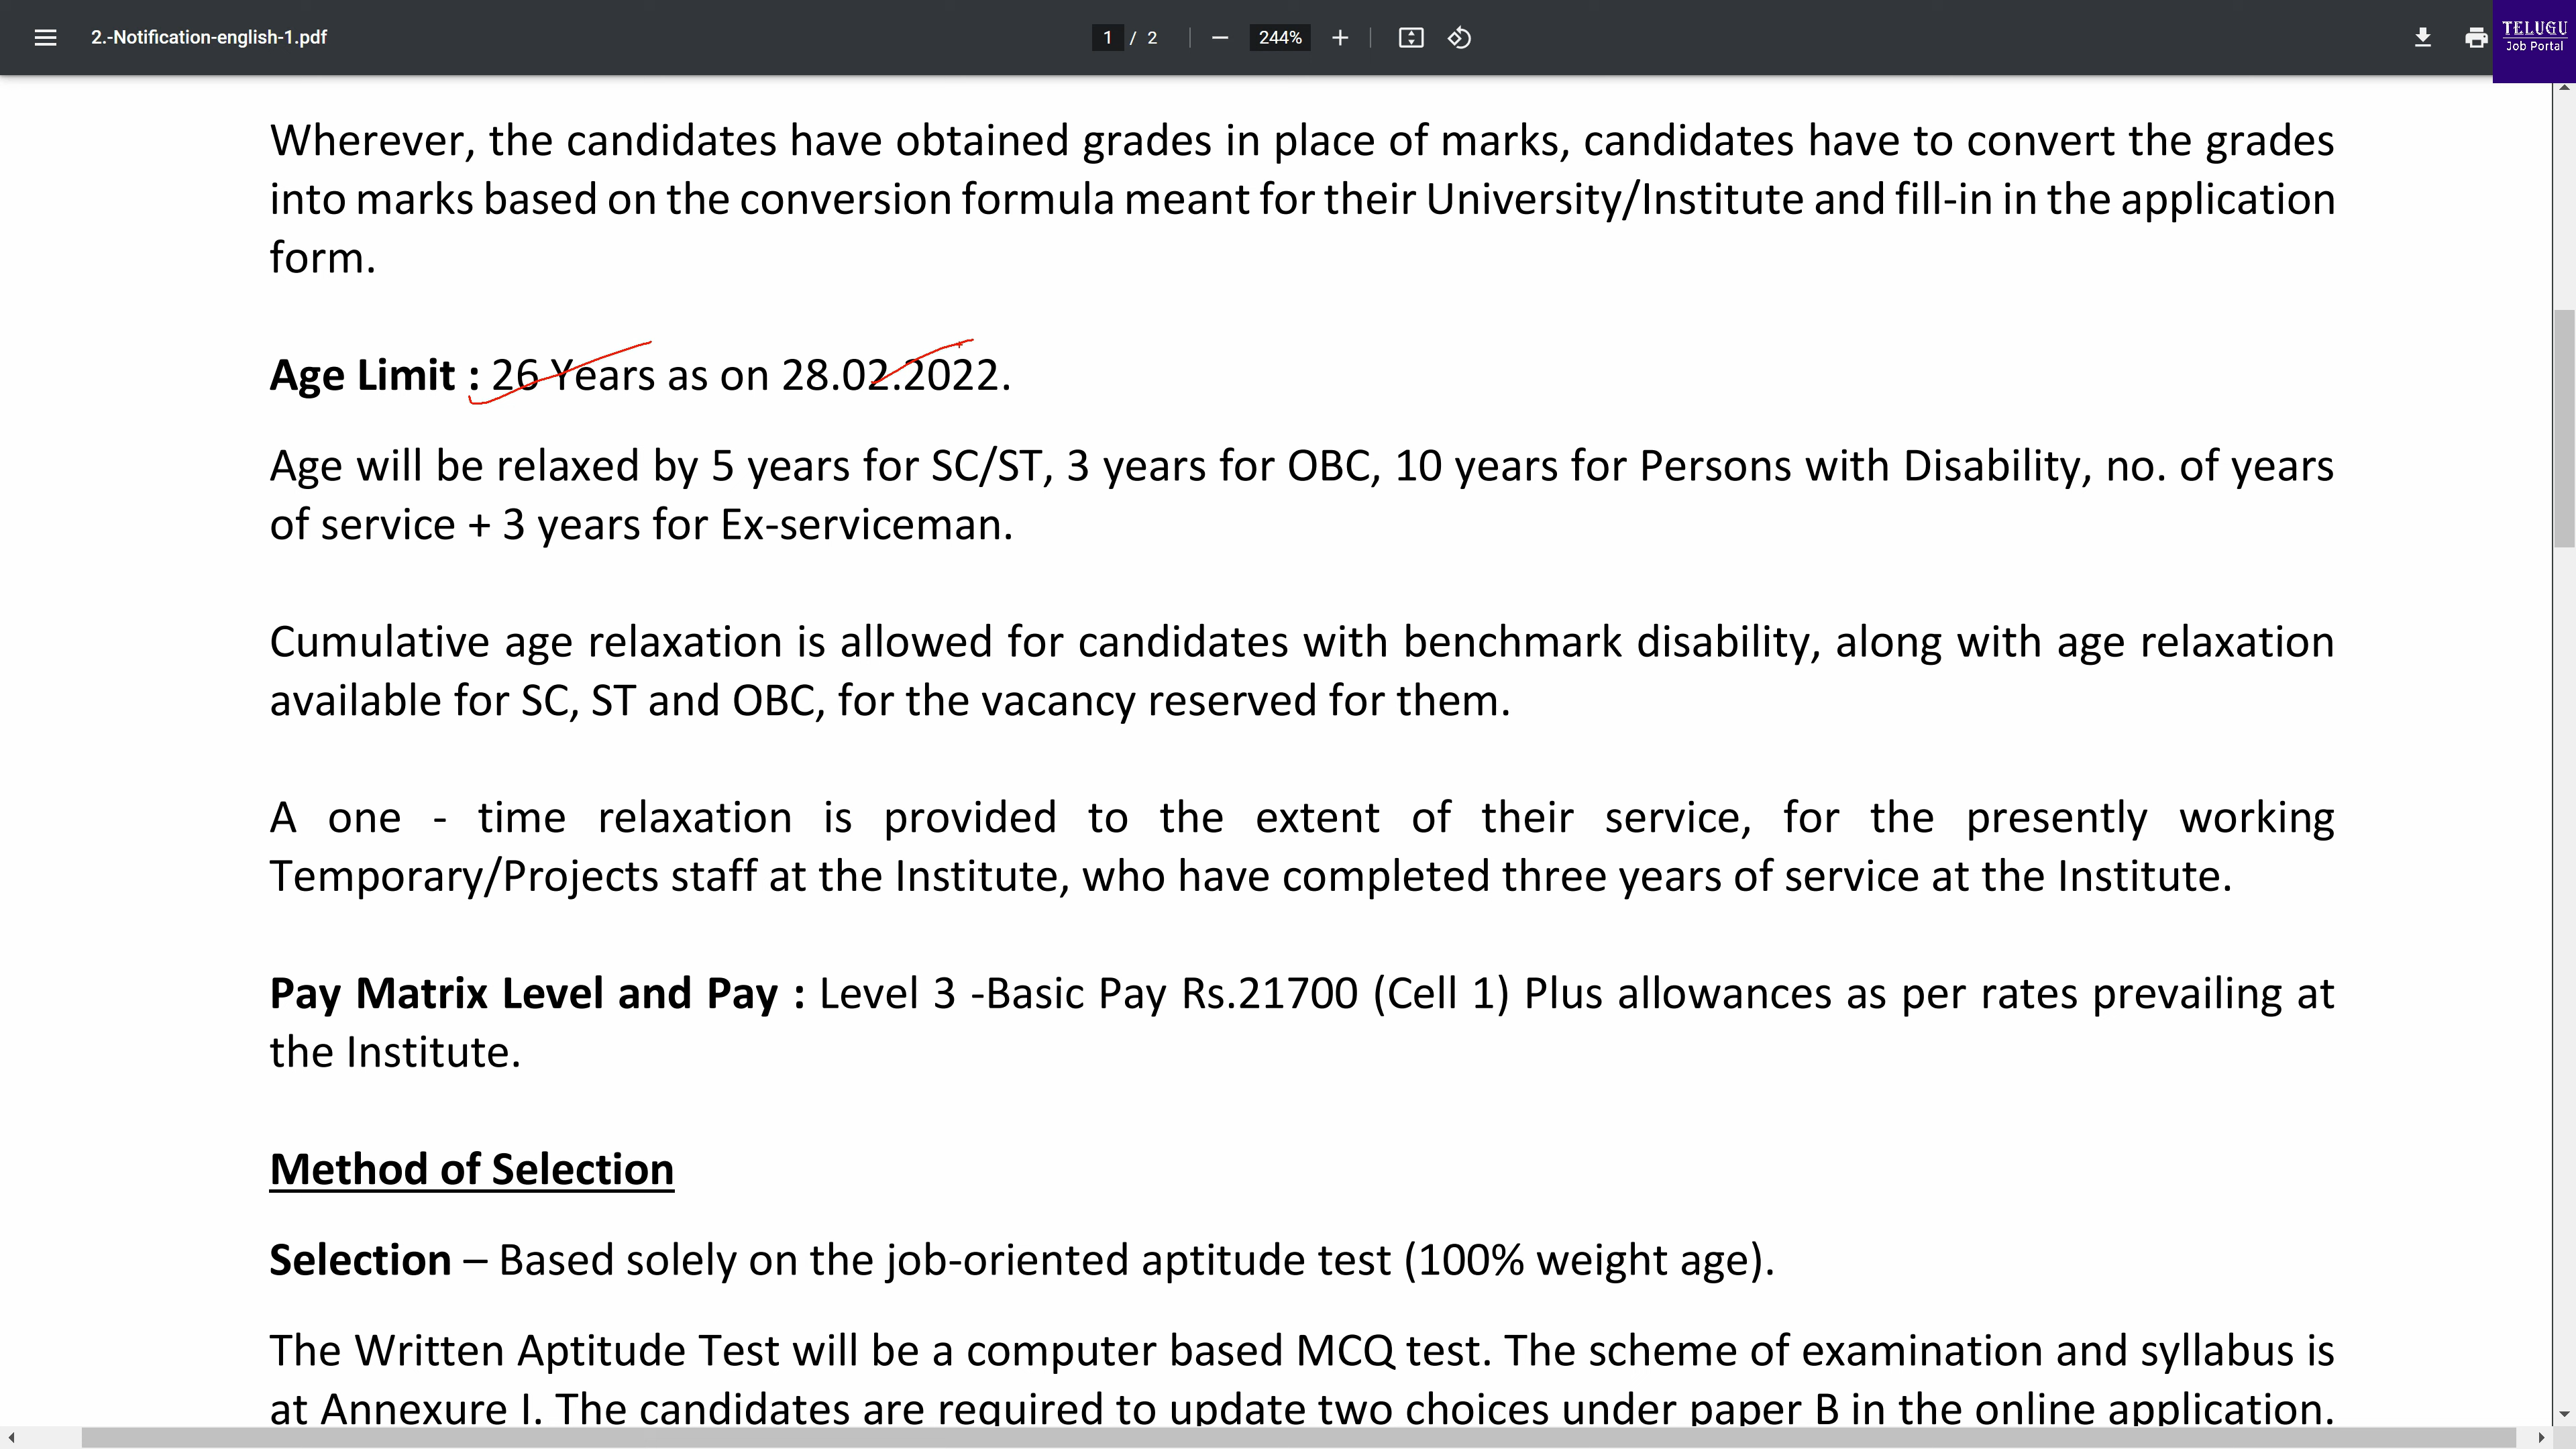 2.-Notification-english-1.pdf
1 / 2
244%
TELUGU
Job Portal
Wherever, the candidates have obtained grades in place of marks, candidates have to convert the grades
into marks based on the conversion formula meant for their University/Institute and fill-in in the application
form.
Age Limit : 26 Years as on 28.02.2022.
Age will be relaxed by 5 years for SC/ST, 3 years for OBC, 10 years for Persons with Disability, no. of years
of service + 3 years for Ex-serviceman.
Cumulative age relaxation is allowed for candidates with benchmark disability, along with age relaxation
available for SC, ST and OBC, for the vacancy reserved for them.
A one - time relaxation is provided to the extent of their service, for the presently working
Temporary/Projects staff at the Institute, who have completed three years of service at the Institute.
Pay Matrix Level and Pay : Level 3 -Basic Pay Rs.21700 (Cell 1) Plus allowances as per rates prevailing at
the Institute.
Method of Selection
Selection – Based solely on the job-oriented aptitude test (100% weight age).
The Written Aptitude Test will be a computer based MCQ test. The scheme of examination and syllabus is
at Annexure I. The candidates are required to update two choices under paper B in the online application.